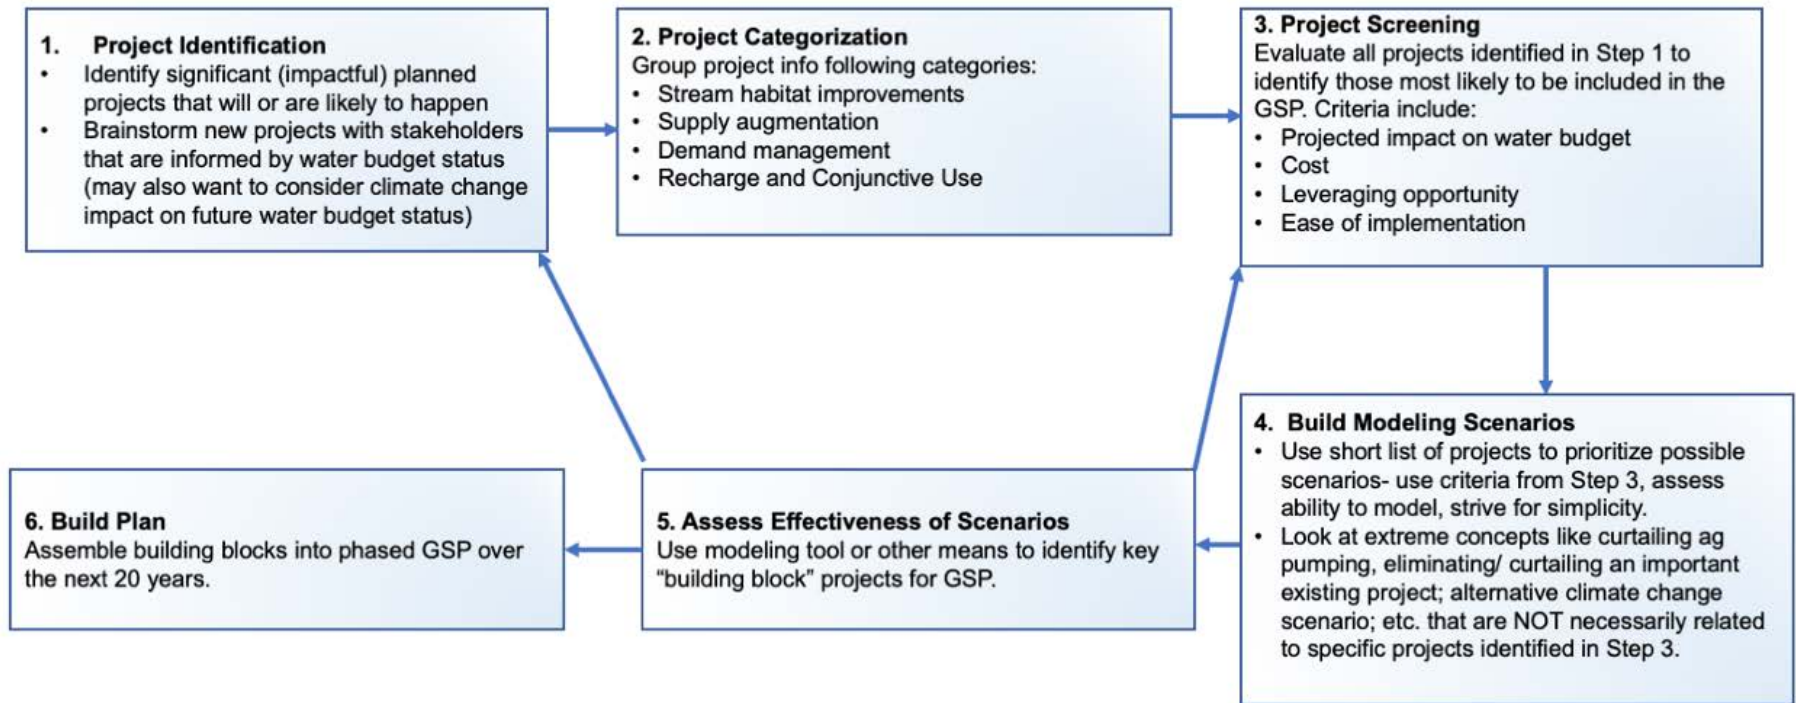 1. Project Identification
• Identify significant (impactful) planned
projects that will or are likely to happen
• Brainstorm new projects with stakeholders
that are informed by water budget status
(may also want to consider climate change
impact on future water budget status)
2. Project Categorization
Group project info following categories:
• Stream habitat improvements
• Supply augmentation
• Demand management
• Recharge and Conjunctive Use
3. Project Screening
Evaluate all projects identified in Step 1 to
identify those most likely to be included in the
GSP. Criteria include:
• Projected impact on water budget
• Cost
• Leveraging opportunity
• Ease of implementation
4. Build Modeling Scenarios
• Use short list of projects to prioritize possible
scenarios- use criteria from Step 3, assess
ability to model, strive for simplicity.
• Look at extreme concepts like curtailing ag
pumping, eliminating/ curtailing an important
existing project; alternative climate change
scenario; etc. that are NOT necessarily related
to specific projects identified in Step 3.
5. Assess Effectiveness of Scenarios
Use modeling tool or other means to identify key
“building block” projects for GSP.
6. Build Plan
Assemble building blocks into phased GSP over
the next 20 years.